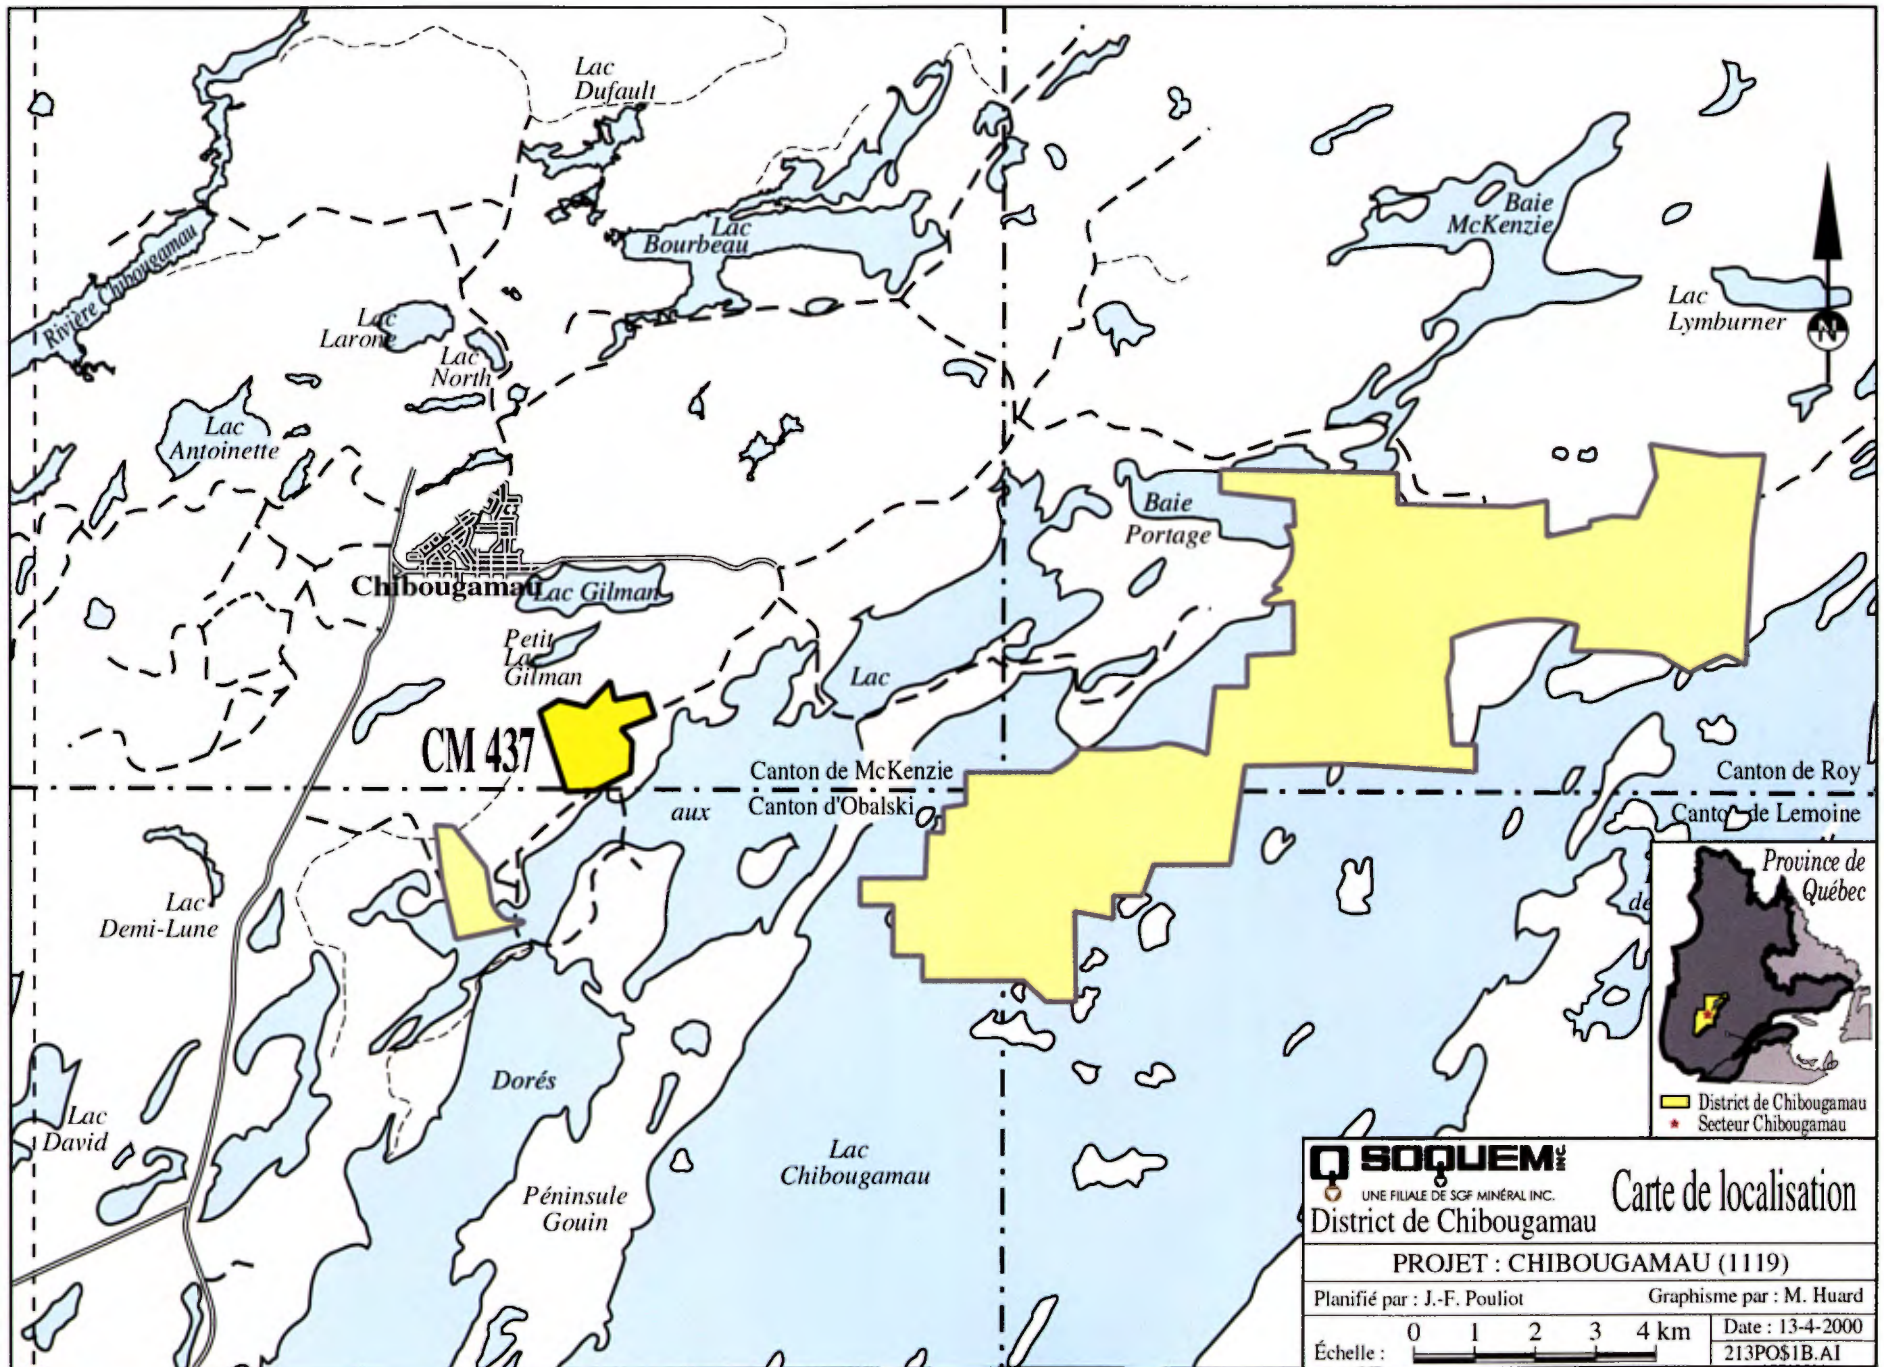 Lac
Dufault
Lac
Bourbeau
Baie
McKenzie
Rivière Chibougamau
Lac
Larone
Lac
North
Lac
Lymburner
N
Lac
Antoinette
Baie
Portage
Chibougamau
Lac Gilman
Petit
Lac
Gilman
Lac
CM 437
Canton de McKenzie
Canton d'Obalski
aux
Canton de Roy
Canton de Lemoine
Lac
Demi-Lune
de
Province de
Québec
District de Chibougamau
Secteur Chibougamau
Dorés
Lac
David
Lac
Chibougamau
Péninsule
Gouin
SOQUEM INC.
UNE FILIALE DE SGF MINÉRAL INC.
District de Chibougamau
Carte de localisation
PROJET : CHIBOUGAMAU (1119)
Planifié par : J.-F. Pouliot
Graphisme par : M. Huard
Échelle :
0 1 2 3 4 km
Date : 13-4-2000
213PO$1B.AI